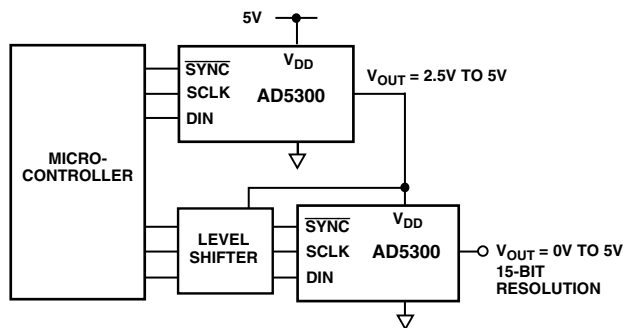 5V
VDD
SYNC
SCLK
DIN
AD5300
VOUT = 2.5V TO 5V
MICRO-
CONTROLLER
LEVEL
SHIFTER
VDD
SYNC
SCLK
DIN
AD5300
VOUT = 0V TO 5V
15-BIT
RESOLUTION